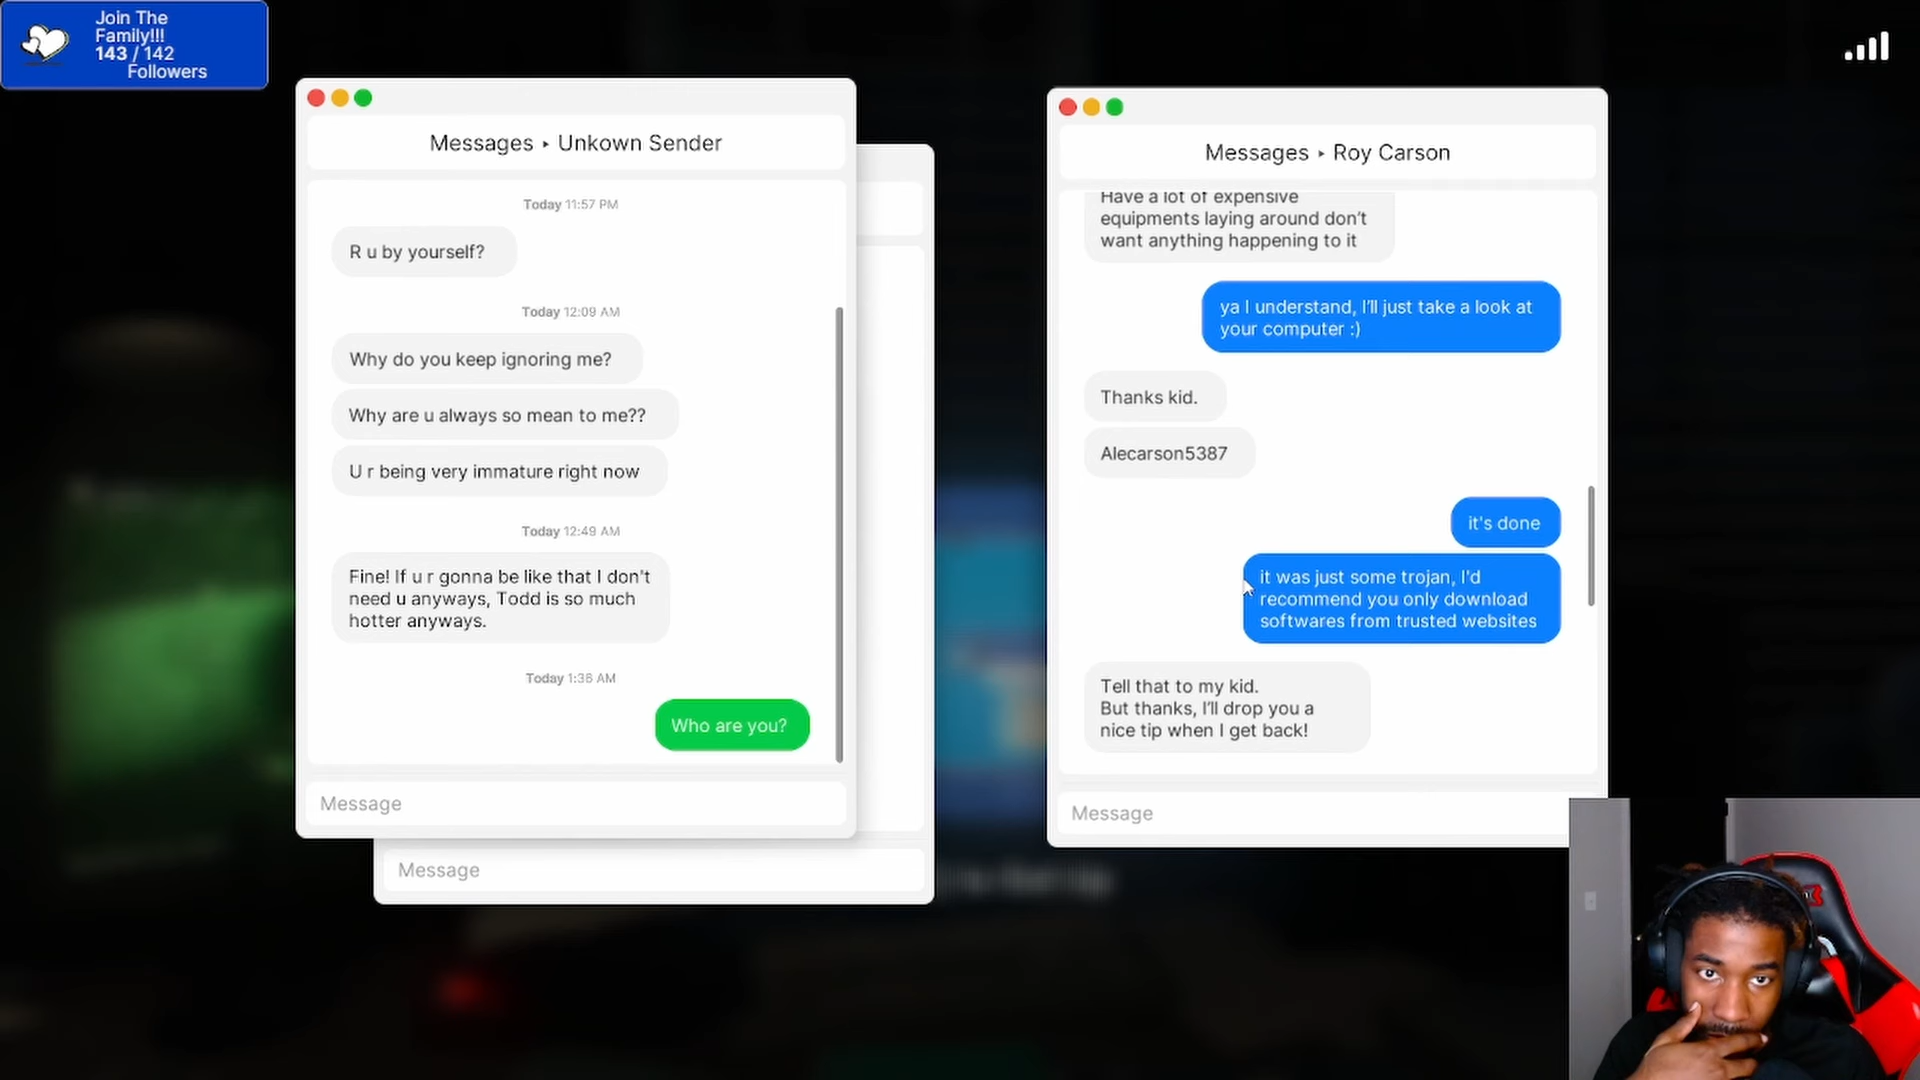 Join The
Family!!!
143 / 142
Followers
Messages ▸ Unkown Sender
Today 11:57 PM
R u by yourself?
Today 12:09 AM
Why do you keep ignoring me?
Why are u always so mean to me??
U r being very immature right now
Today 12:49 AM
Fine! If u r gonna be like that I don't
need u anyways, Todd is so much
hotter anyways.
Today 1:36 AM
Who are you?
Message
Message
Messages ▸ Roy Carson
Have a lot of expensive
equipments laying around don't
want anything happening to it
ya I understand, I'll just take a look at
your computer :)
Thanks kid.
Alecarson5387
it's done
it was just some trojan, I'd
recommend you only download
softwares from trusted websites
Tell that to my kid.
But thanks, I'll drop you a
nice tip when I get back!
Message